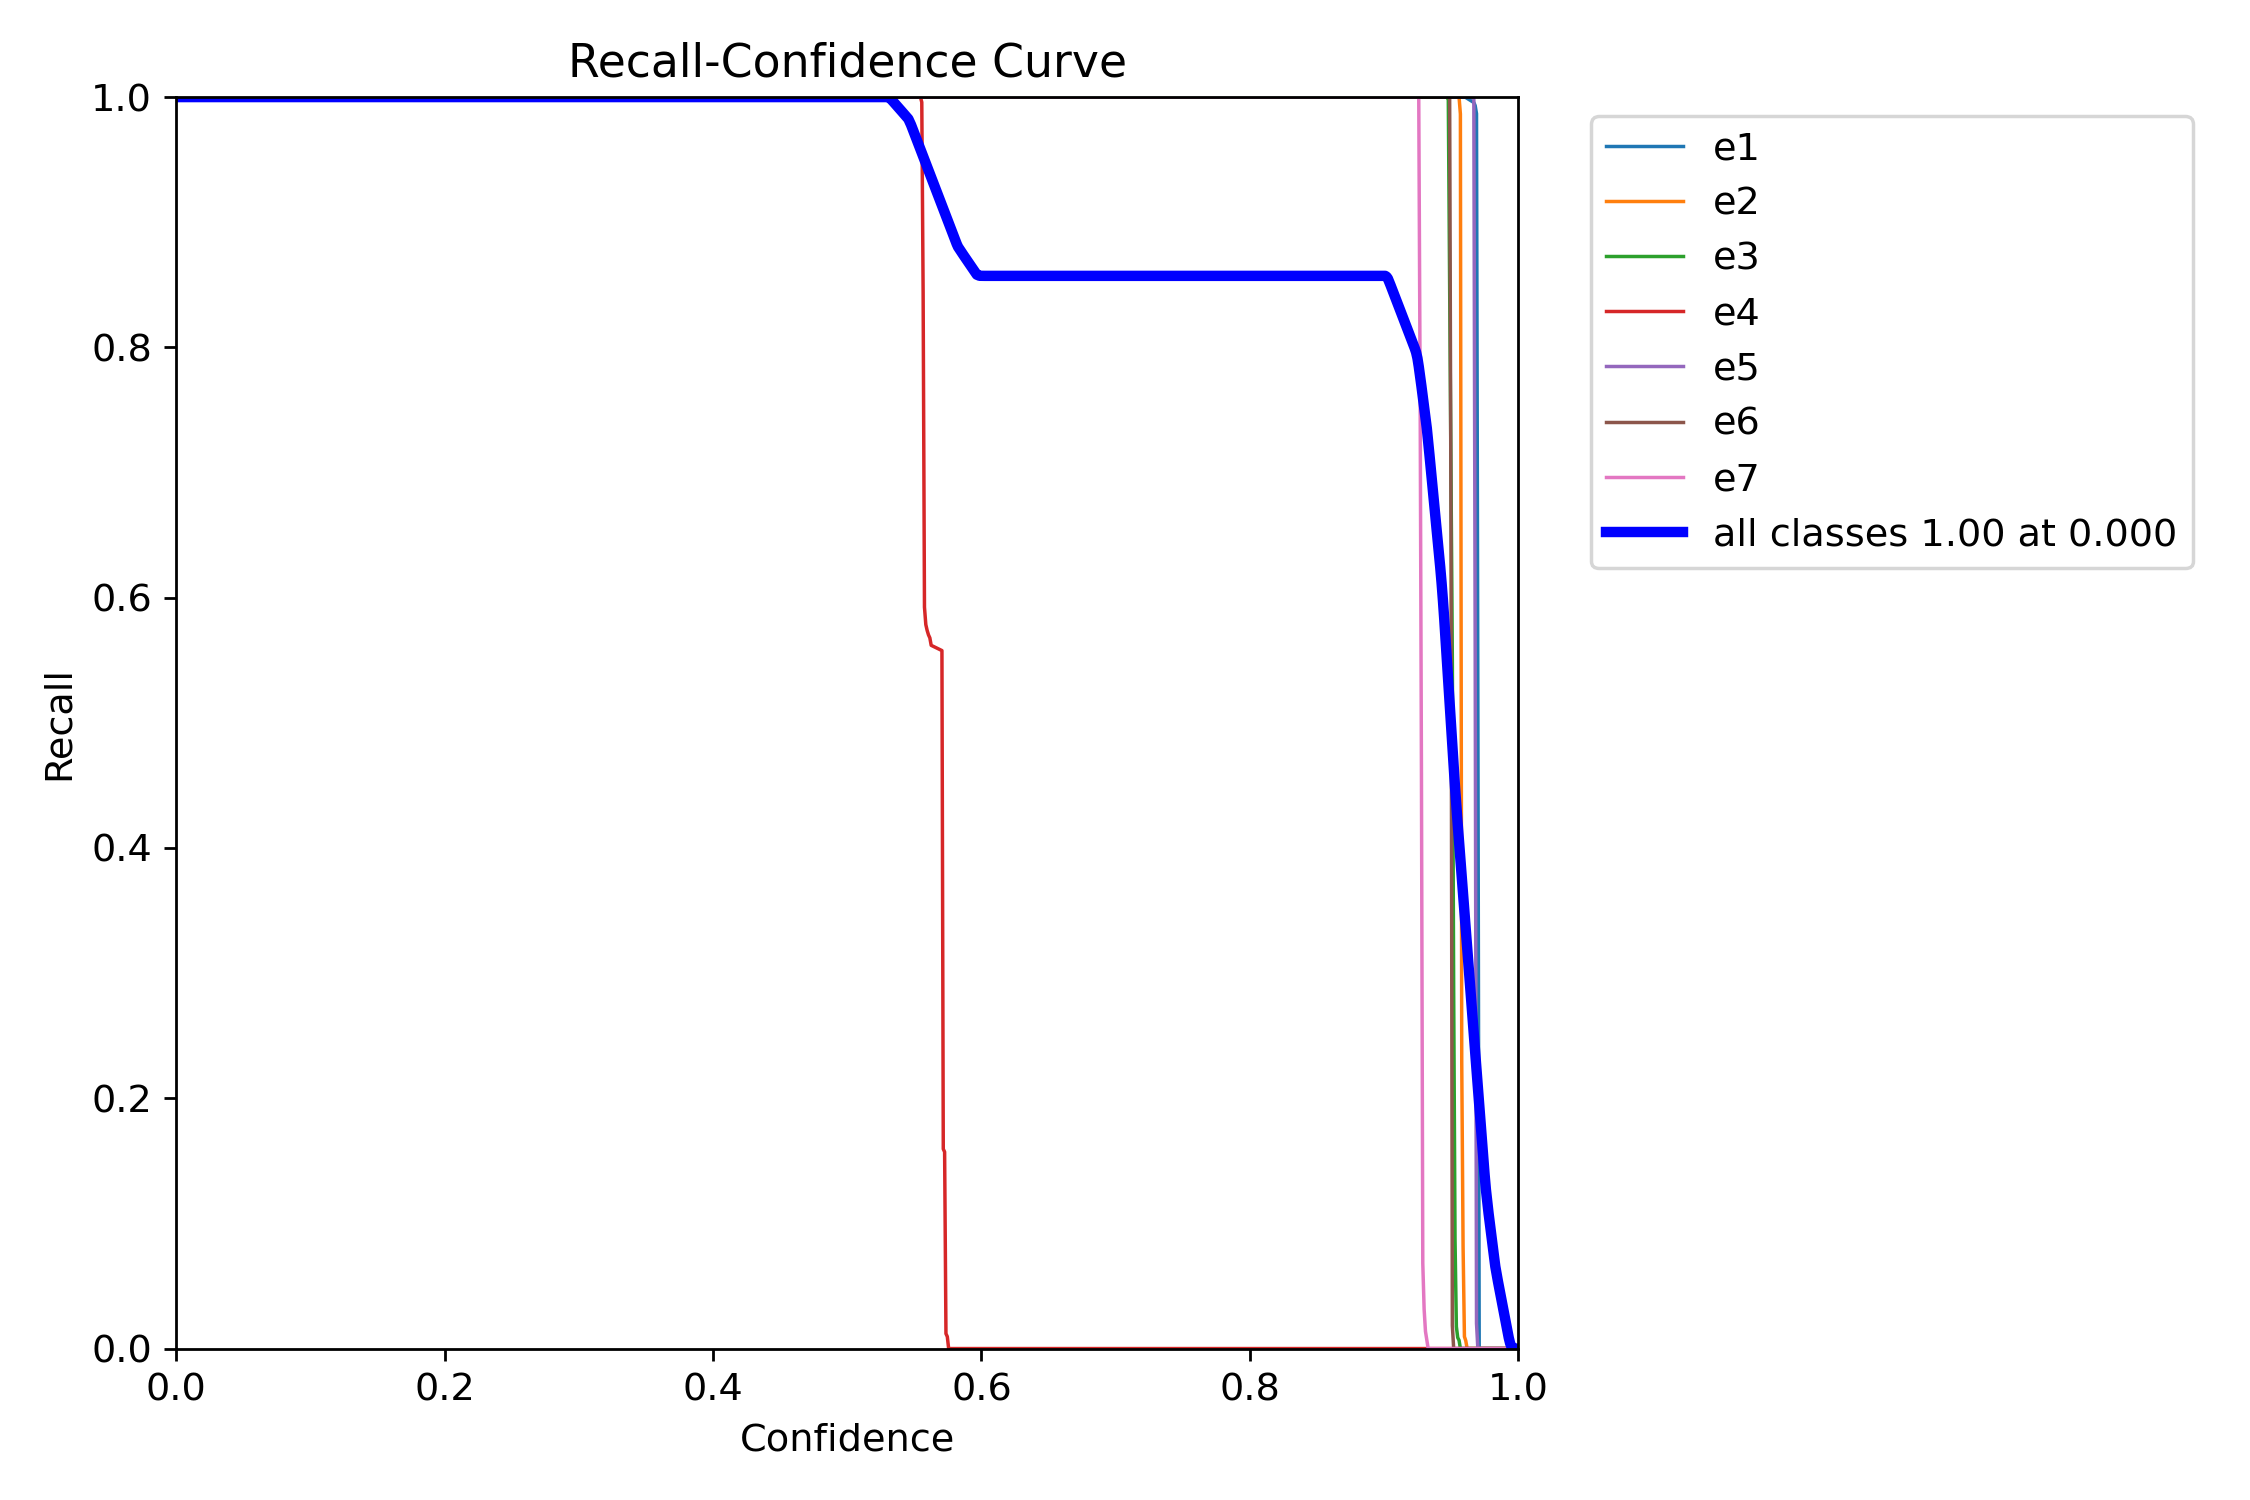 Recall-Confidence Curve
1.0
0.8
0.6
0.4
0.2
0.0
Recall
0.0 0.2 0.4 0.6 0.8 1.0
Confidence
e1
e2
e3
e4
e5
e6
e7
all classes 1.00 at 0.000